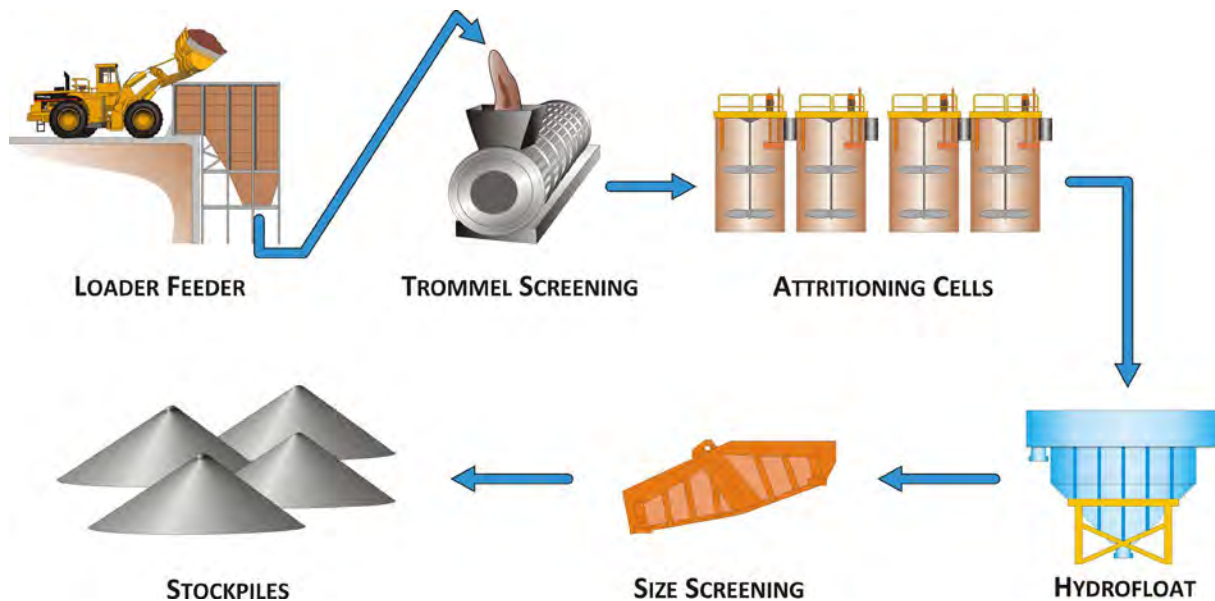 LOADER FEEDER
TROMMEL SCREENING
ATTRITIONING CELLS
STOCKPILES
SIZE SCREENING
HYDROFLOAT